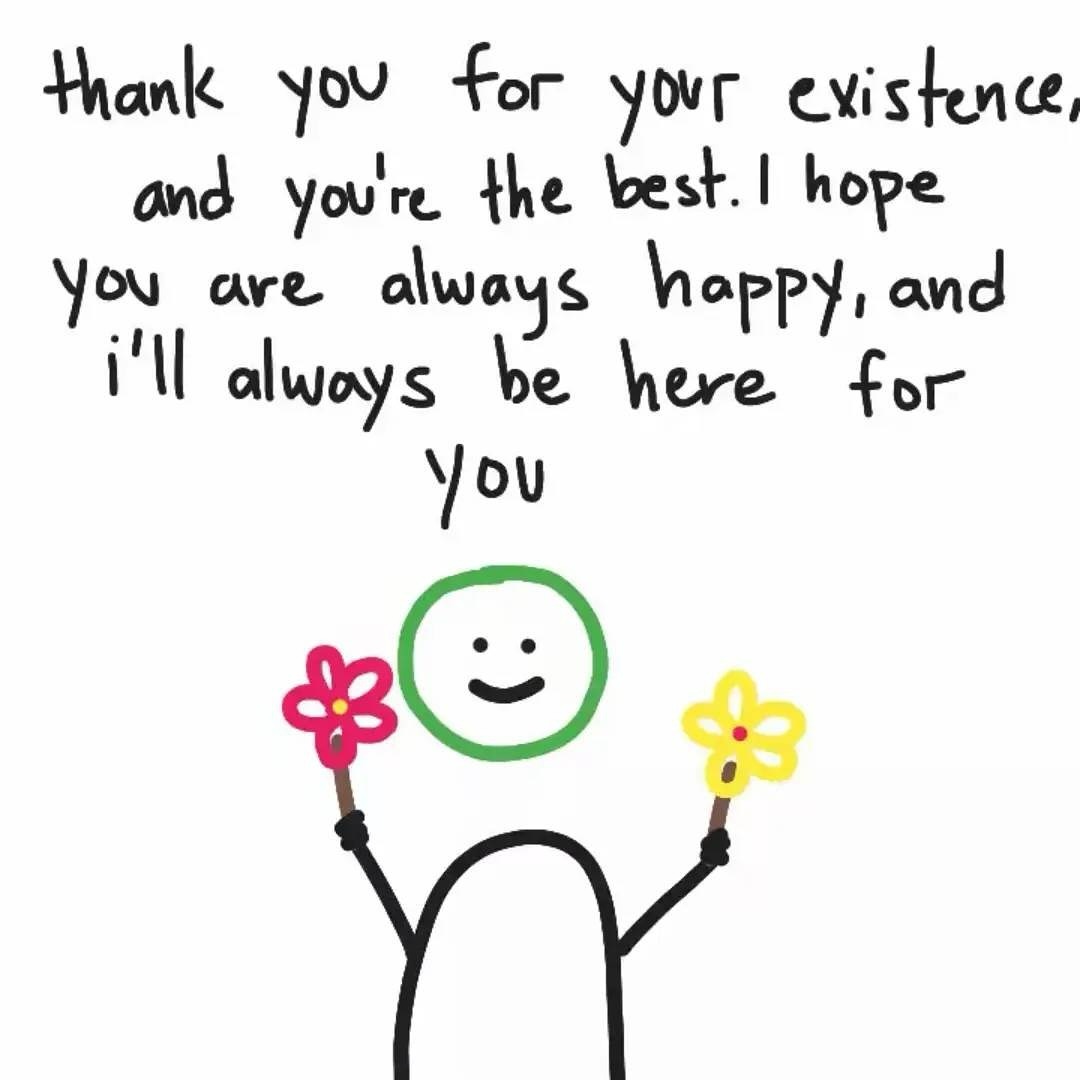 thank you for your existence,
and you're the best. I hope
you are always happy, and
i'll always be here for
you